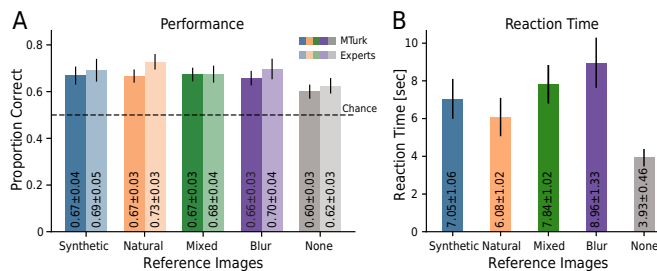 A
Performance
Proportion Correct
0.8
0.6
0.4
0.2
0
MTurk
Experts
Chance
0.67±0.04
0.69±0.05
0.67±0.03
0.73±0.03
0.67±0.03
0.68±0.04
0.66±0.03
0.70±0.04
0.60±0.03
0.62±0.03
Synthetic Natural Mixed Blur None
Reference Images
B
Reaction Time
Reaction Time [sec]
10
8
6
4
2
0
7.05±1.06
6.08±1.02
7.84±1.02
8.96±1.33
3.93±0.46
Synthetic Natural Mixed Blur None
Reference Images